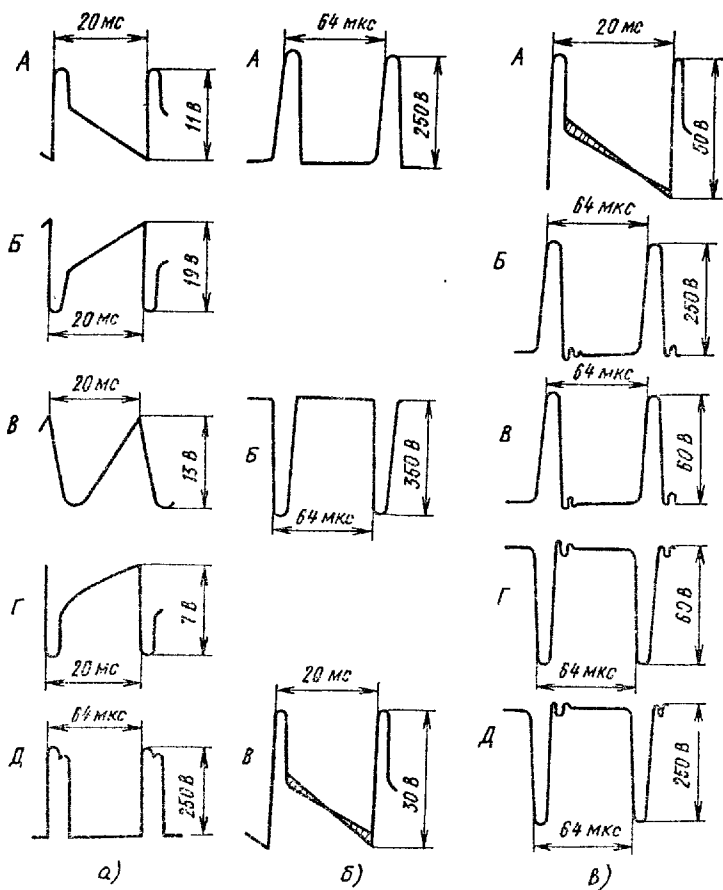 20 мс
А
11 В
Б
19 В
20 мс
20 мс
В
13 В
Г
7 В
20 мс
64 мкс
Д
250 В
а)
64 мкс
А
250 В
Б
350 В
64 мкс
20 мс
В
30 В
б)
20 мс
А
60 В
64 мкс
Б
250 В
64 мкс
В
60 В
Г
60 В
64 мкс
Д
250 В
64 мкс
в)